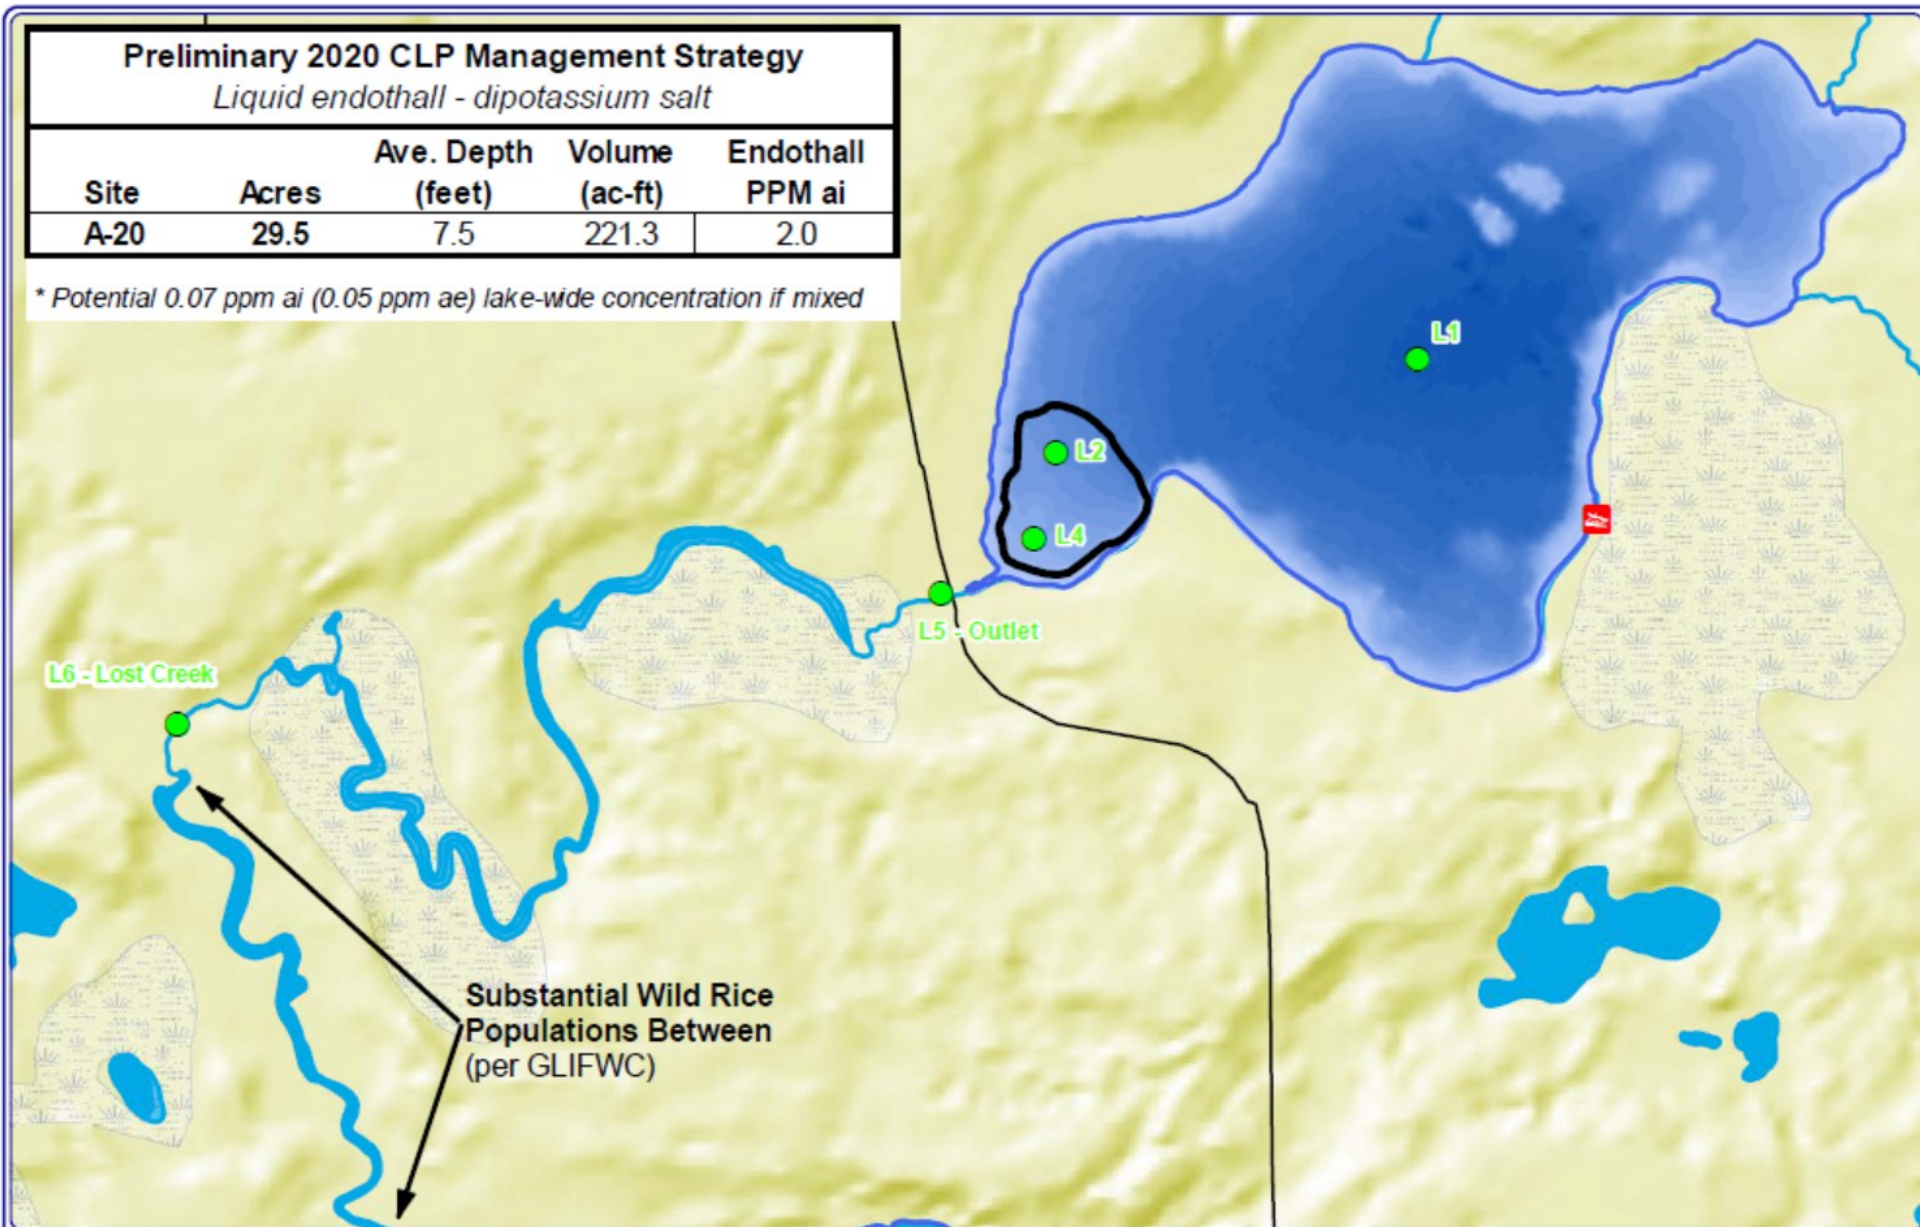 Preliminary 2020 CLP Management Strategy
Liquid endothall - dipotassium salt
Site Acres Ave. Depth (feet) Volume (ac-ft) Endothall PPM ai
A-20 29.5 7.5 221.3 2.0
* Potential 0.07 ppm ai (0.05 ppm ae) lake-wide concentration if mixed
L1
L2
L4
L5 - Outlet
L6 - Lost Creek
Substantial Wild Rice
Populations Between
(per GLIFWC)